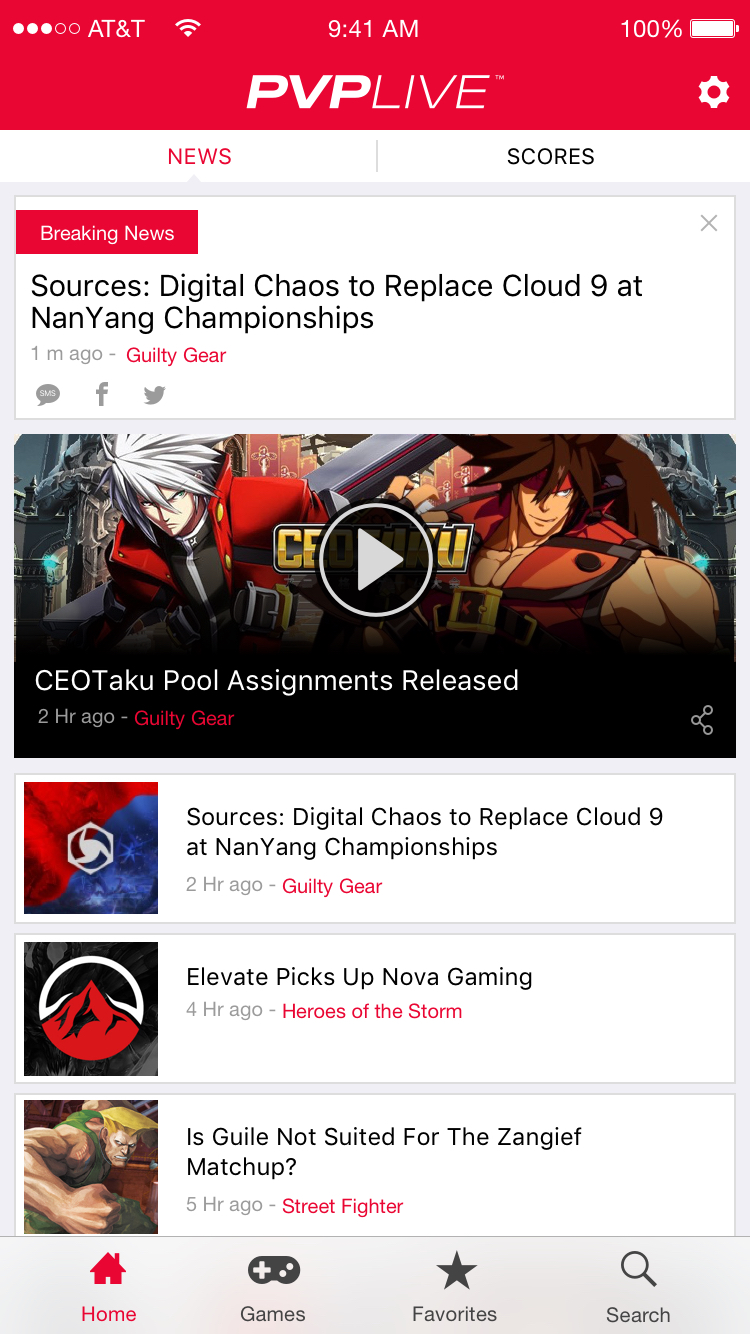 AT&T 9:41 AM 100%
PVPLIVE™
NEWS SCORES
Breaking News
Sources: Digital Chaos to Replace Cloud 9 at
NanYang Championships
1 m ago - Guilty Gear
SMS
CEOTAKU
CEOTaku Pool Assignments Released
2 Hr ago - Guilty Gear
Sources: Digital Chaos to Replace Cloud 9
at NanYang Championships
2 Hr ago - Guilty Gear
Elevate Picks Up Nova Gaming
4 Hr ago - Heroes of the Storm
Is Guile Not Suited For The Zangief
Matchup?
5 Hr ago - Street Fighter
Home Games Favorites Search